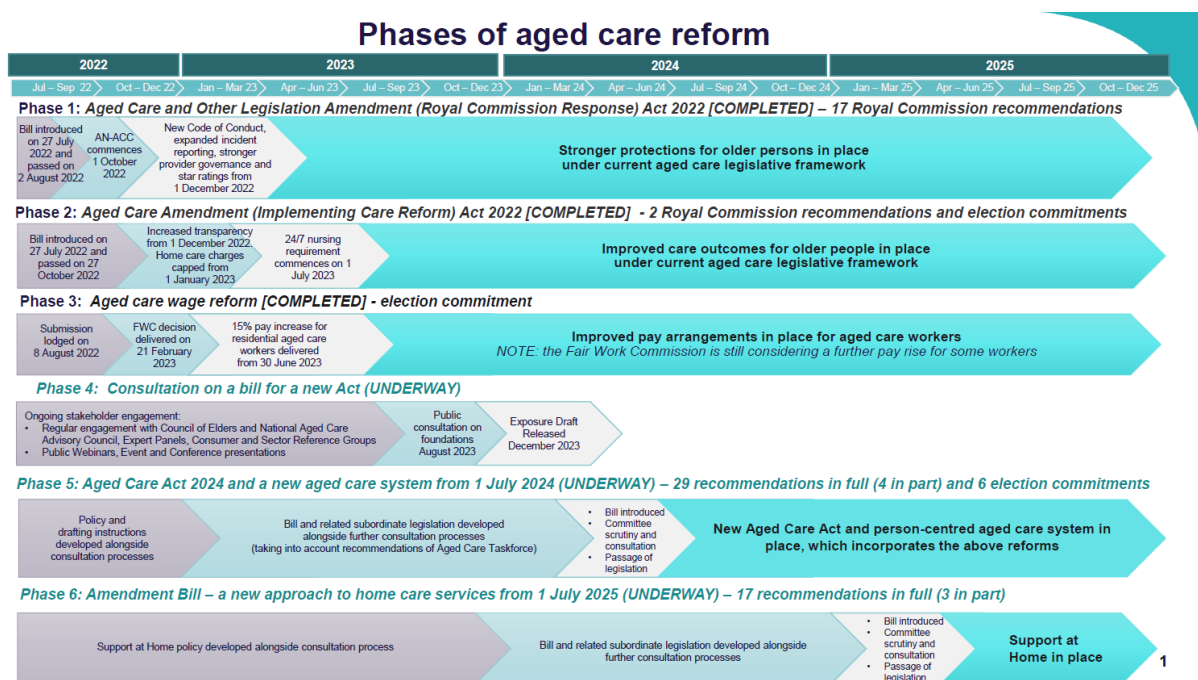 Phases of aged care reform
2022
2023
2024
2025
Jul – Sep 22
Oct – Dec 22
Jan – Mar 23
Apr – Jun 23
Jul – Sep 23
Oct – Dec 23
Jan – Mar 24
Apr – Jun 24
Jul – Sep 24
Oct – Dec 24
Jan – Mar 25
Apr – Jun 25
Jul – Sep 25
Oct – Dec 25
Phase 1: Aged Care and Other Legislation Amendment (Royal Commission Response) Act 2022 [COMPLETED] – 17 Royal Commission recommendations
Bill introduced
on 27 July
2022 and
passed on
2 August 2022
AN-ACC
commences
1 October
2022
New Code of Conduct,
expanded incident
reporting, stronger
provider governance and
star ratings from
1 December 2022
Stronger protections for older persons in place
under current aged care legislative framework
Phase 2: Aged Care Amendment (Implementing Care Reform) Act 2022 [COMPLETED] - 2 Royal Commission recommendations and election commitments
Bill introduced on
27 July 2022 and
passed on 27
October 2022
Increased transparency
from 1 December 2022.
Home care charges
capped from
1 January 2023
24/7 nursing
requirement
commences on 1
July 2023
Improved care outcomes for older people in place
under current aged care legislative framework
Phase 3: Aged care wage reform [COMPLETED] - election commitment
Submission
lodged on
8 August 2022
FWC decision
delivered on
21 February
2023
15% pay increase for
residential aged care
workers delivered
from 30 June 2023
Improved pay arrangements in place for aged care workers
NOTE: the Fair Work Commission is still considering a further pay rise for some workers
Phase 4: Consultation on a bill for a new Act (UNDERWAY)
Ongoing stakeholder engagement:
• Regular engagement with Council of Elders and National Aged Care
Advisory Council, Expert Panels, Consumer and Sector Reference Groups
• Public Webinars, Event and Conference presentations
Public
consultation on
foundations
August 2023
Exposure Draft
Released
December 2023
Phase 5: Aged Care Act 2024 and a new aged care system from 1 July 2024 (UNDERWAY) – 29 recommendations in full (4 in part) and 6 election commitments
Policy and
drafting instructions
developed alongside
consultation processes
Bill and related subordinate legislation developed
alongside further consultation processes
(taking into account recommendations of Aged Care Taskforce)
• Bill introduced
• Committee
scrutiny and
consultation
• Passage of
legislation
New Aged Care Act and person-centred aged care system in
place, which incorporates the above reforms
Phase 6: Amendment Bill – a new approach to home care services from 1 July 2025 (UNDERWAY) – 17 recommendations in full (3 in part)
Support at Home policy developed alongside consultation process
Bill and related subordinate legislation developed alongside
further consultation processes
• Bill introduced
• Committee
scrutiny and
consultation
• Passage of
legislation
Support at
Home in place
1